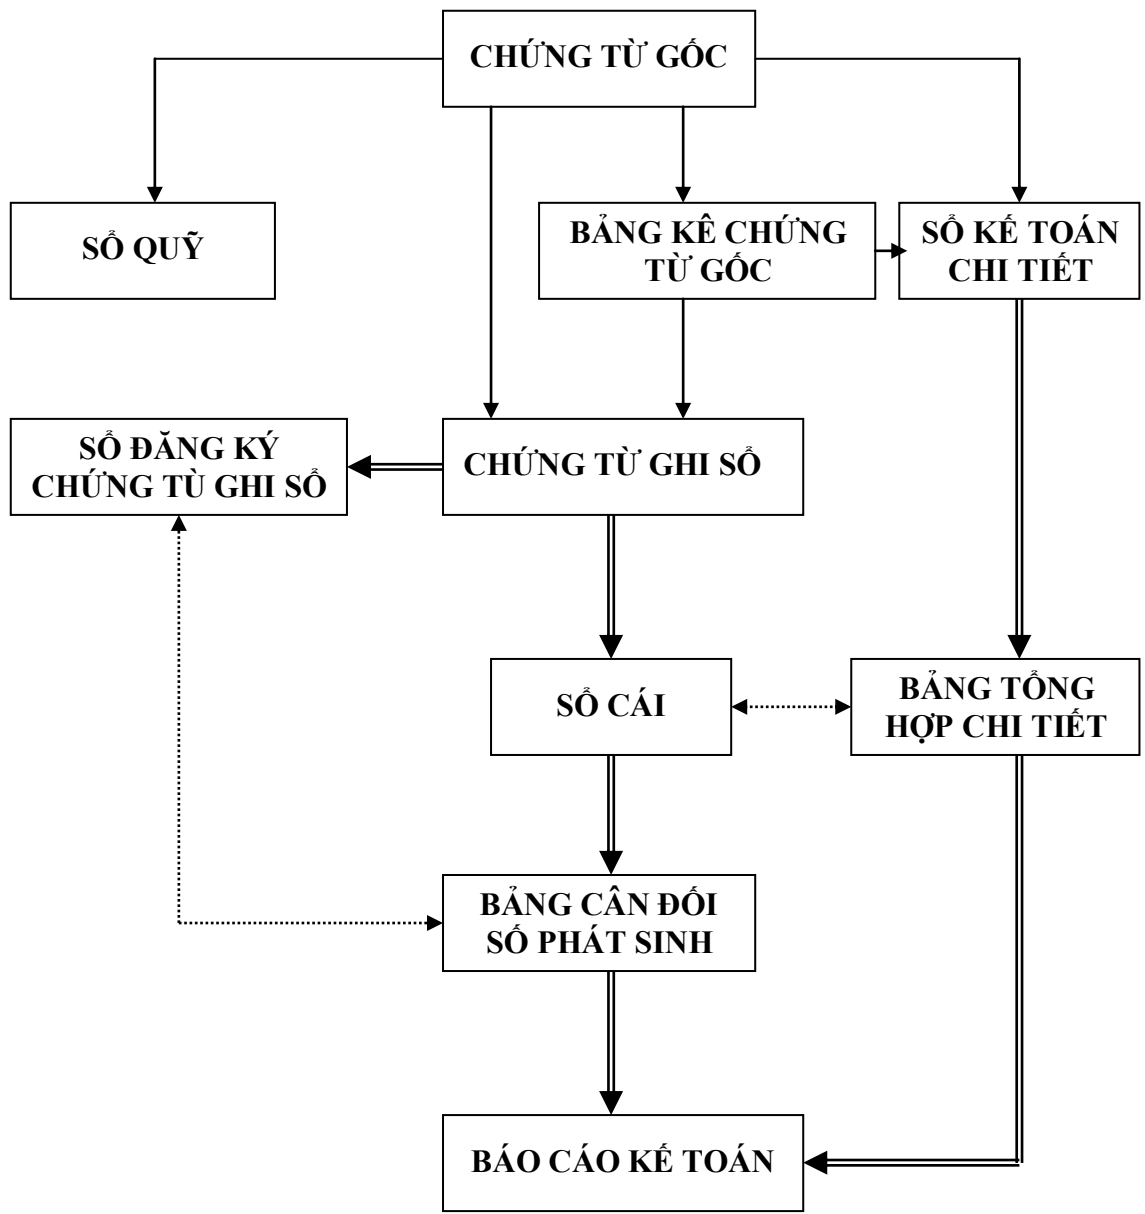 CHỨNG TỪ GỐC
SỔ QUỸ
BẢNG KÊ CHỨNG
TỪ GỐC
SỔ KẾ TOÁN
CHI TIẾT
SỔ ĐĂNG KÝ
CHỨNG TÙ GHI SỔ
CHỨNG TỪ GHI SỔ
SỔ CÁI
BẢNG TỔNG
HỢP CHI TIẾT
BẢNG CÂN ĐỐI
SỐ PHÁT SINH
BÁO CÁO KẾ TOÁN